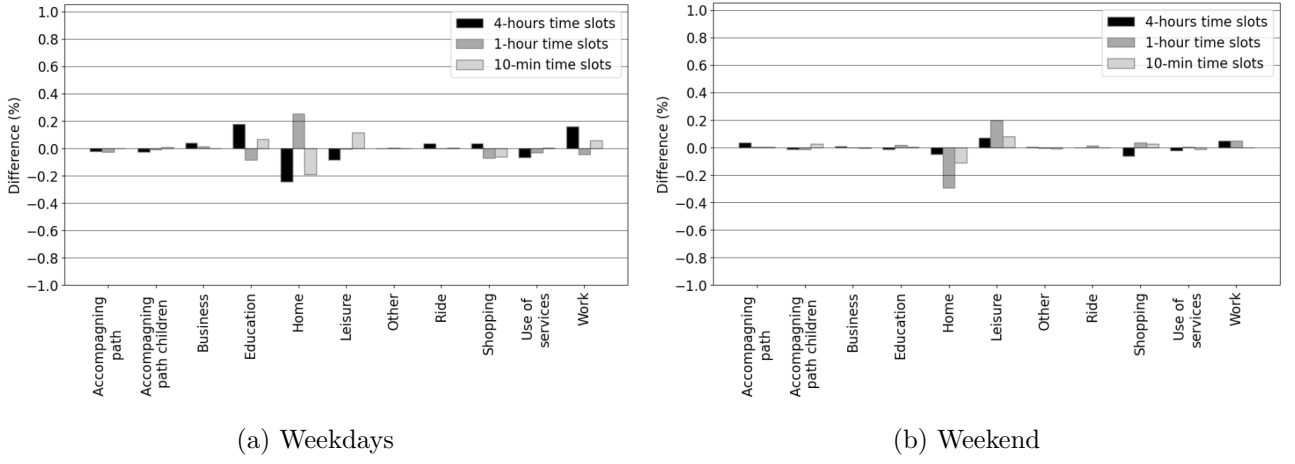 1.0
0.8
0.6
0.4
0.2
0.0
−0.2
−0.4
−0.6
−0.8
−1.0
Difference (%)
4-hours time slots
1-hour time slots
10-min time slots
Accompagning
path
Accompagning
path children
Business
Education
Home
Leisure
Other
Ride
Shopping
Use of
services
Work
(a) Weekdays
1.0
0.8
0.6
0.4
0.2
0.0
−0.2
−0.4
−0.6
−0.8
−1.0
Difference (%)
4-hours time slots
1-hour time slots
10-min time slots
Accompagning
path
Accompagning
path children
Business
Education
Home
Leisure
Other
Ride
Shopping
Use of
services
Work
(b) Weekend